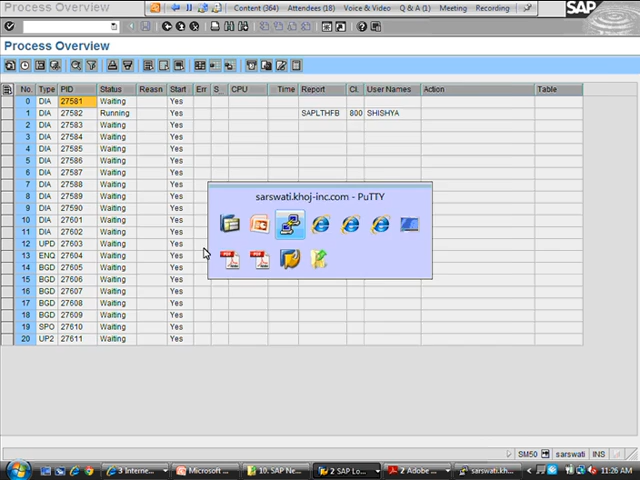 Process Overview
Content (364) Attendees (18) Voice & Video Q & A (1) Meeting Recording
SAP
Process Overview
No. Type PID Status Reasn Start Err S CPU Time Report Cl. User Names Action Table
0 DIA 27581 Waiting Yes
1 DIA 27582 Running Yes SAPLTHFB 800 SHISHYA
2 DIA 27583 Waiting Yes
3 DIA 27584 Waiting Yes
4 DIA 27585 Waiting Yes
5 DIA 27586 Waiting Yes
6 DIA 27587 Waiting Yes
7 DIA 27588 Waiting Yes
8 DIA 27589 Waiting Yes
9 DIA 27590 Waiting Yes
10 DIA 27601 Waiting Yes
11 DIA 27602 Waiting Yes
12 UPD 27603 Waiting Yes
13 ENQ 27604 Waiting Yes
14 BGD 27605 Waiting Yes
15 BGD 27606 Waiting Yes
16 BGD 27607 Waiting Yes
17 BGD 27608 Waiting Yes
18 BGD 27609 Waiting Yes
19 SPO 27610 Waiting Yes
20 UP2 27611 Waiting Yes
sarswati.khoj-inc.com - PuTTY
SM50 sarswati INS
3 Interne... Microsoft ... 10. SAP Ne... 2 SAP Lo... 2 Adobe ... sarswati.kh... 11:26 AM